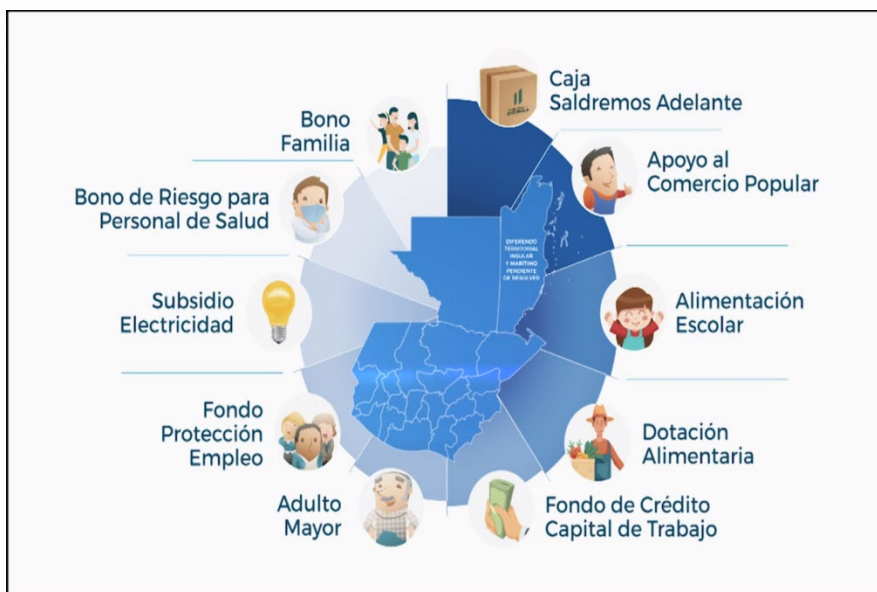 Caja
Saldremos Adelante
Apoyo al
Comercio Popular
Alimentación
Escolar
Dotación
Alimentaria
Fondo de Crédito
Capital de Trabajo
Adulto
Mayor
Fondo
Protección
Empleo
Subsidio
Electricidad
Bono de Riesgo para
Personal de Salud
Bono
Familia
DIFERENDO
TERRITORIAL
INSULAR
Y MARÍTIMO
PENDIENTE
DE RESOLVER